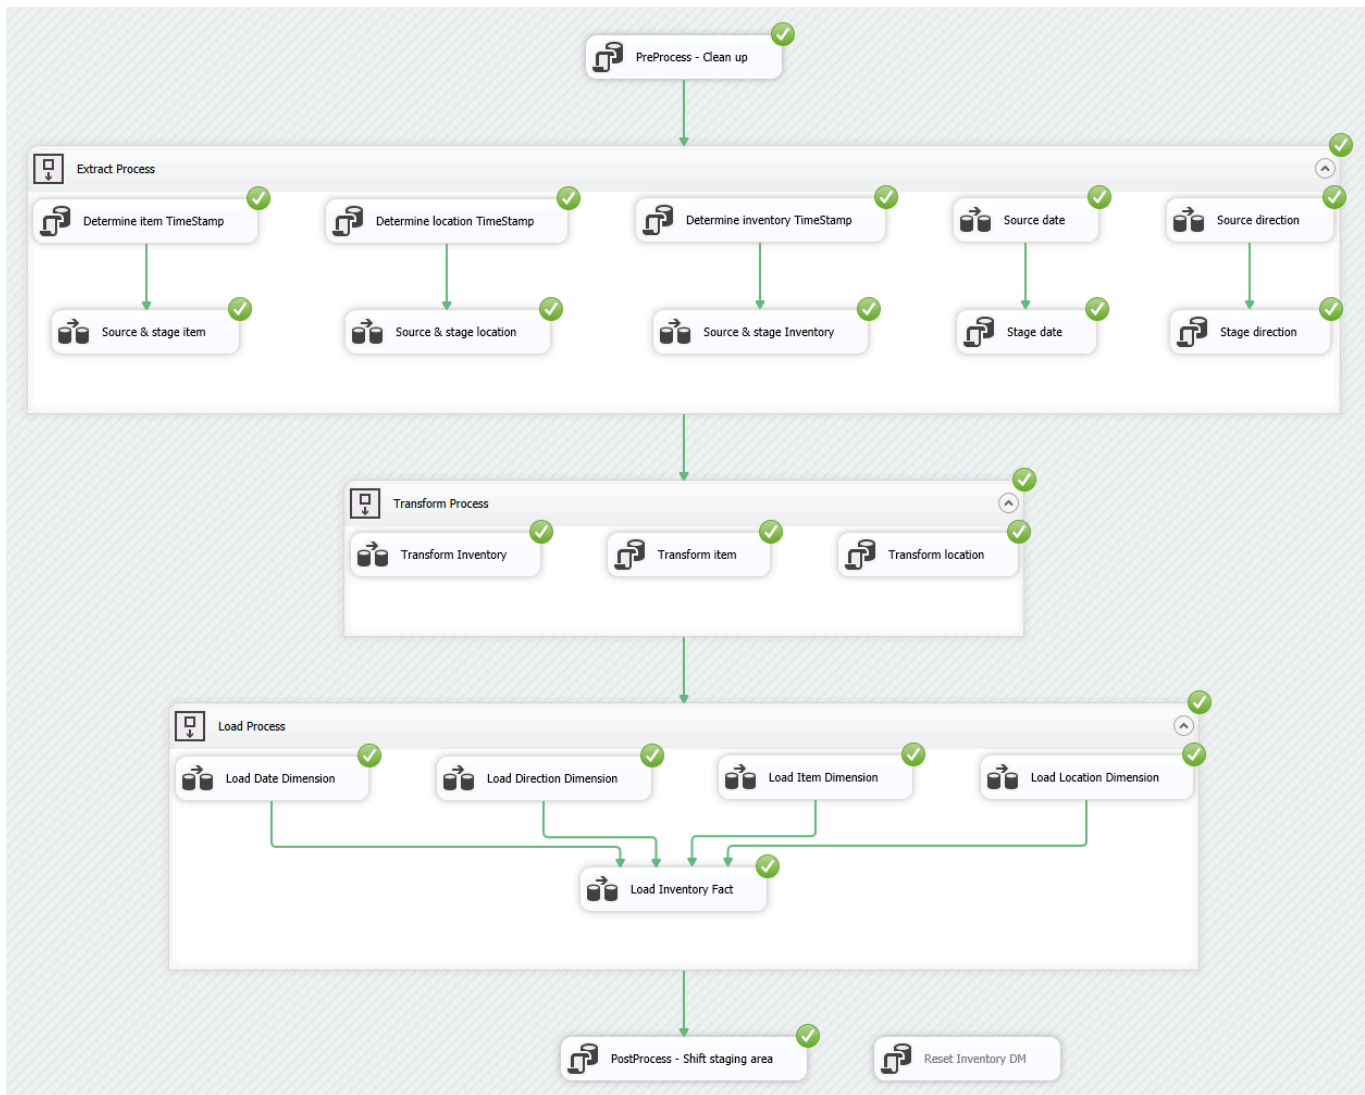 PreProcess - Clean up
Extract Process
Determine item TimeStamp
Determine location TimeStamp
Determine inventory TimeStamp
Source date
Source direction
Source & stage item
Source & stage location
Source & stage Inventory
Stage date
Stage direction
Transform Process
Transform Inventory
Transform item
Transform location
Load Process
Load Date Dimension
Load Direction Dimension
Load Item Dimension
Load Location Dimension
Load Inventory Fact
PostProcess - Shift staging area
Reset Inventory DM